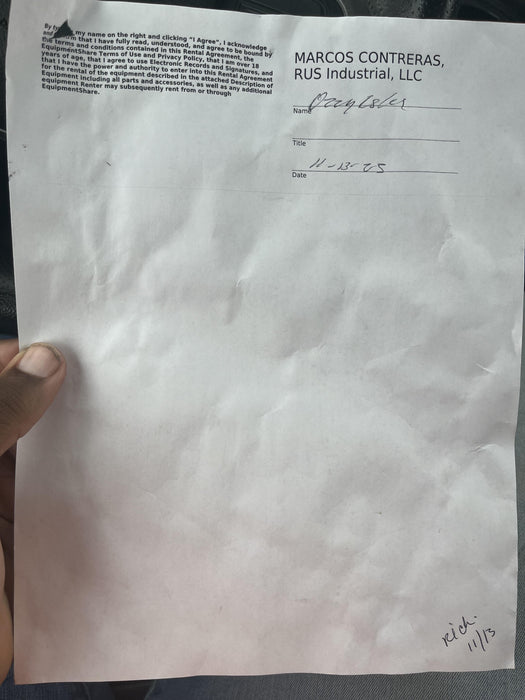 By my name on the right and clicking "I Agree", I acknowledge
and that I have fully read, understood, and agree to be bound by
the terms and conditions contained in this Rental Agreement, the
EquipmentShare Terms of Use and Privacy Policy, that I am over 18
years of age, that I agree to use Electronic Records and Signatures, and
that I have the power and authority to enter into this Rental Agreement
for the rental of the equipment described in the attached Description of
Equipment including all parts and accessories, as well as any additional
equipment Renter may subsequently rent from or through
EquipmentShare.
MARCOS CONTRERAS,
RUS Industrial, LLC
Name
Title
11-13-25
Date
Rich.
11/13